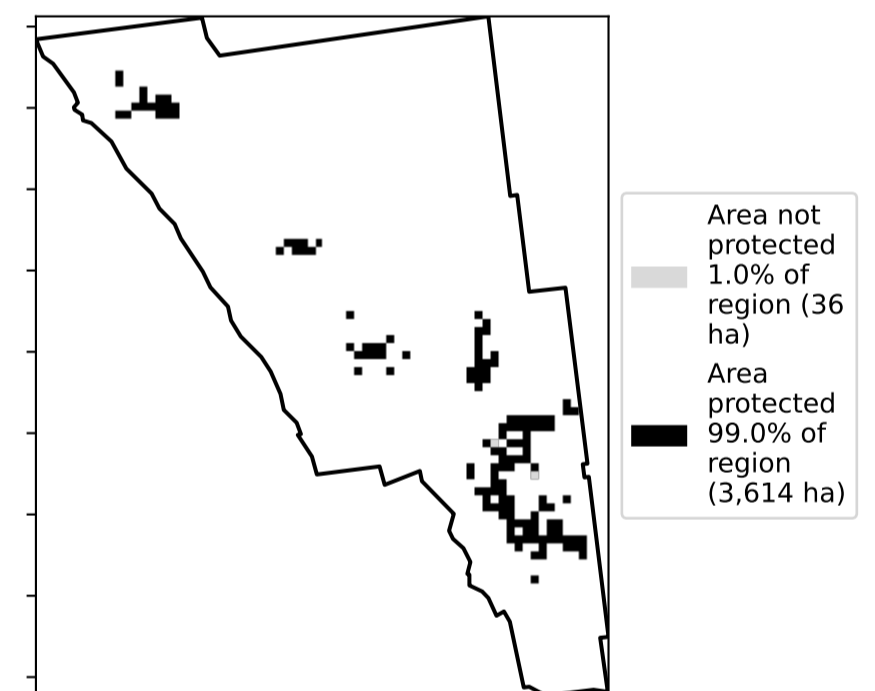 Area not
protected
1.0% of
region (36
ha)
Area
protected
99.0% of
region
(3,614 ha)